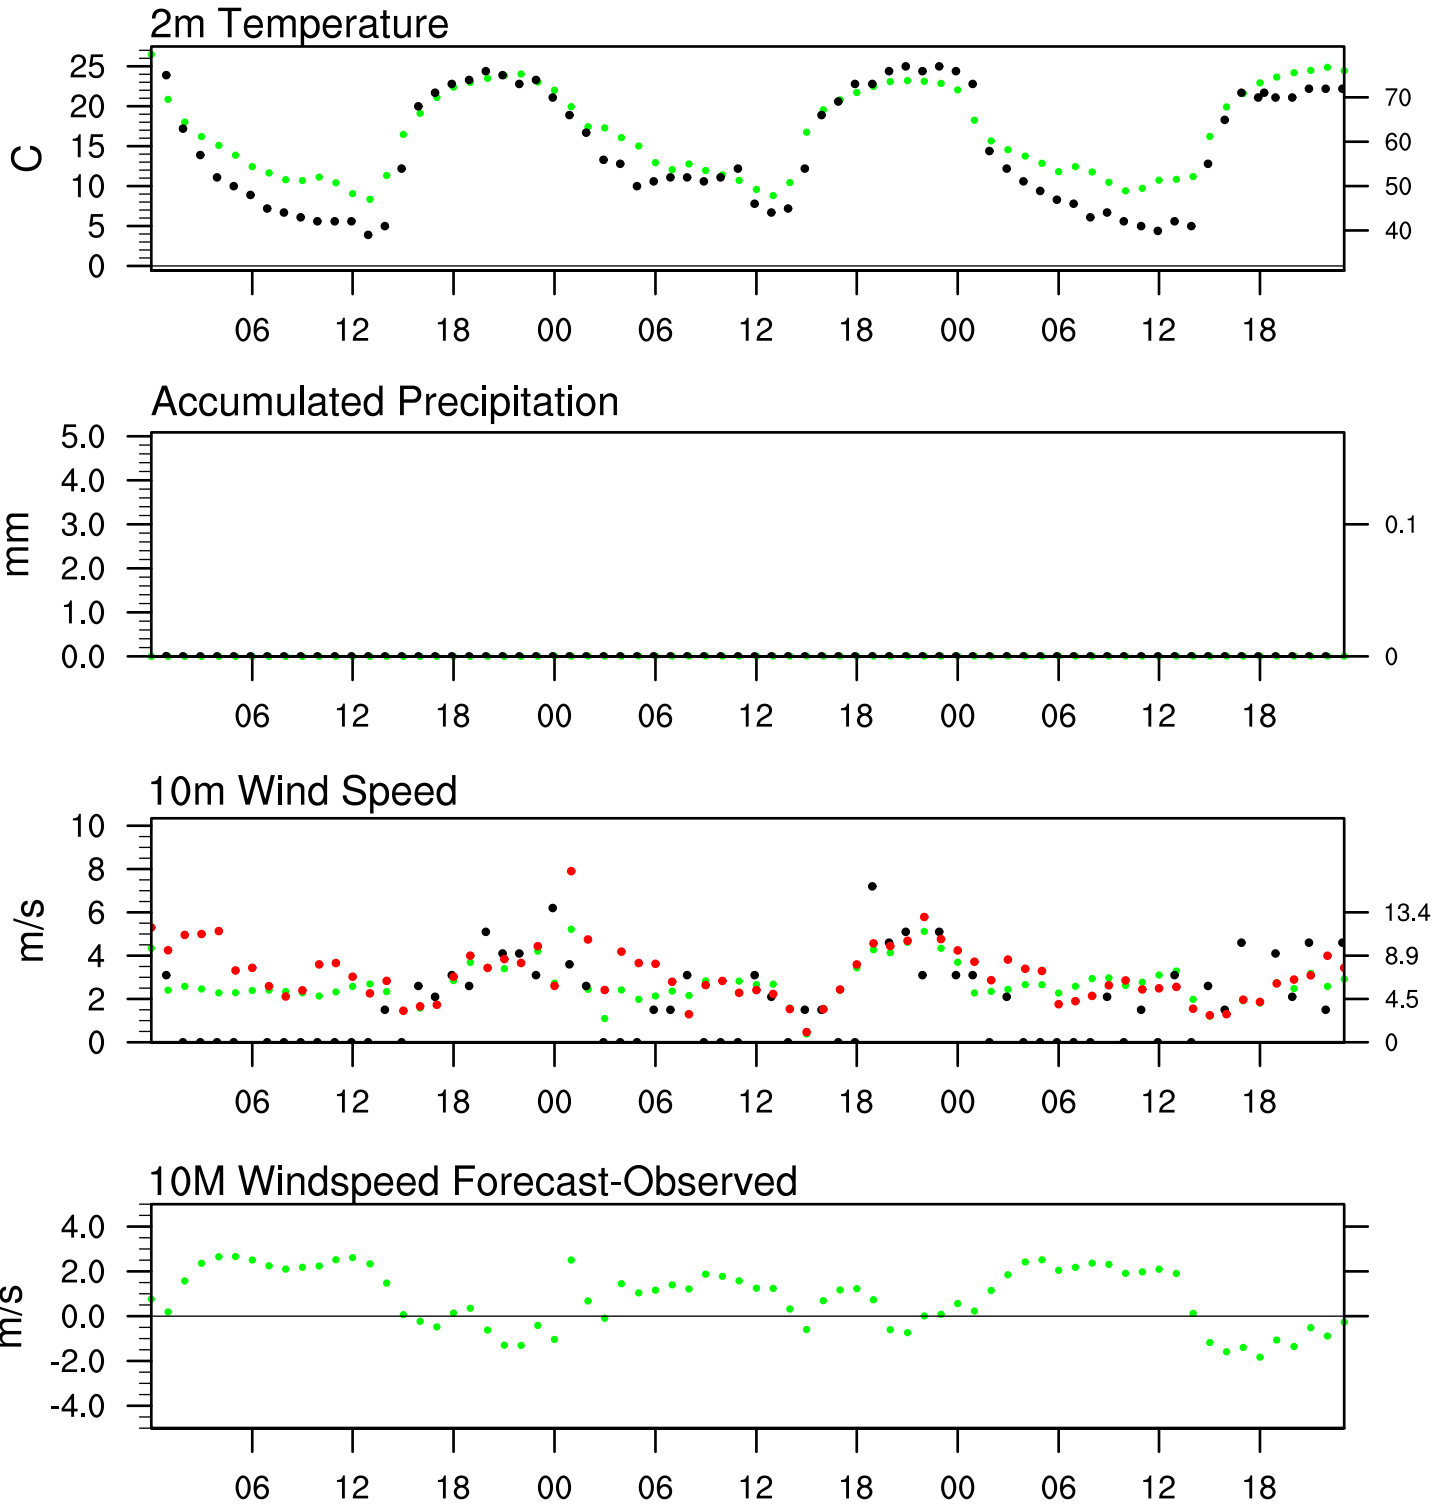 2m Temperature
25
20
15
10
5
0
C
70
60
50
40
06 12 18 00 06 12 18 00 06 12 18
Accumulated Precipitation
5.0
4.0
3.0
2.0
1.0
0.0
mm
0.1
0
06 12 18 00 06 12 18 00 06 12 18
10m Wind Speed
10
8
6
4
2
0
m/s
13.4
8.9
4.5
0
06 12 18 00 06 12 18 00 06 12 18
10M Windspeed Forecast-Observed
4.0
2.0
0.0
-2.0
-4.0
m/s
06 12 18 00 06 12 18 00 06 12 18